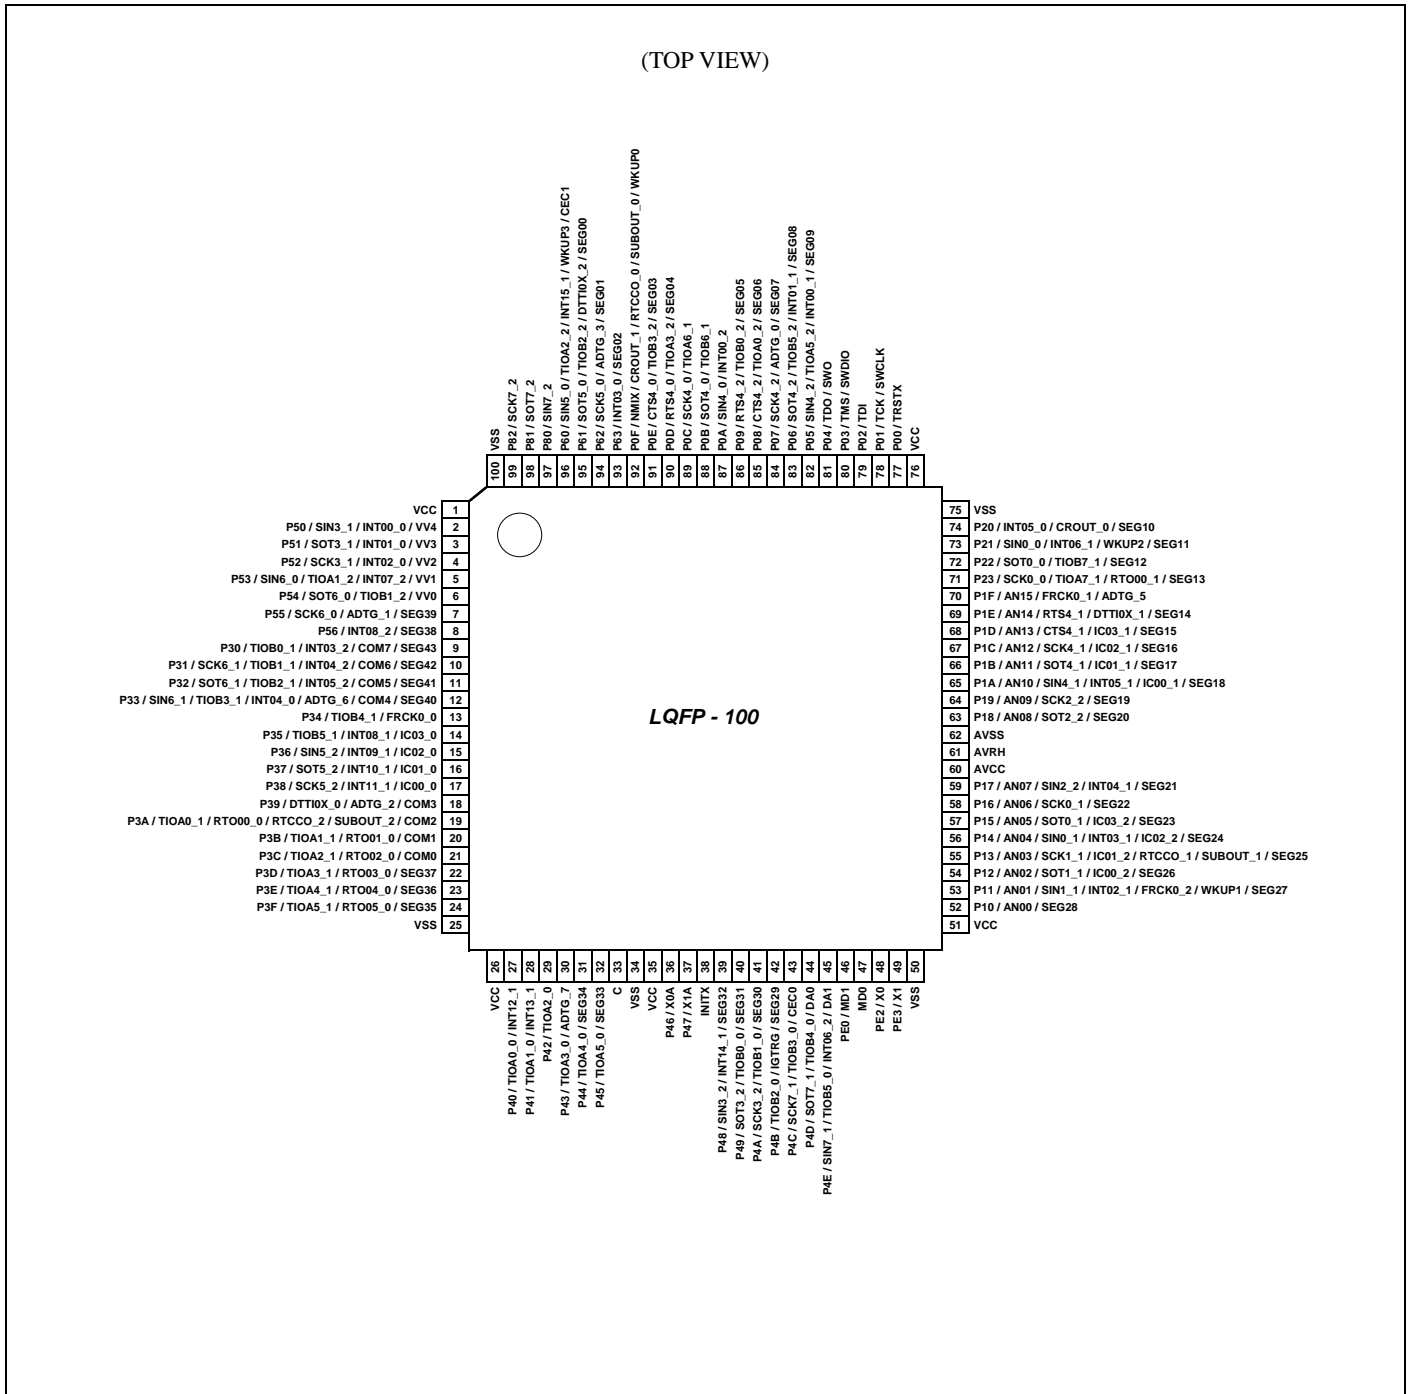 (TOP VIEW)
VSS
P82 / SCK7_2
P81 / SOT7_2
P80 / SIN7_2
P60 / SIN5_0 / TIOA2_2 / INT15_1 / WKUP3 / CEC1
P61 / SOT5_0 / TIOB2_2 / DTTI0X_2 / SEG00
P62 / SCK5_0 / ADTG_3 / SEG01
P63 / INT03_0 / SEG02
P0F / NMIX / CROUT_1 / RTCCO_0 / SUBOUT_0 / WKUP0
P0E / CTS4_0 / TIOB3_2 / SEG03
P0D / RTS4_0 / TIOA3_2 / SEG04
P0C / SCK4_0 / TIOA6_1
P0B / SOT4_0 / TIOB6_1
P0A / SIN4_0 / INT00_2
P09 / RTS4_2 / TIOB0_2 / SEG05
P08 / CTS4_2 / TIOA0_2 / SEG06
P07 / SCK4_2 / ADTG_0 / SEG07
P06 / SOT4_2 / TIOB5_2 / INT01_1 / SEG08
P05 / SIN4_2 / TIOA5_2 / INT00_1 / SEG09
P04 / TDO / SWO
P03 / TMS / SWDIO
P02 / TDI
P01 / TCK / SWCLK
P00 / TRSTX
VCC
100 99 98 97 96 95 94 93 92 91 90 89 88 87 86 85 84 83 82 81 80 79 78 77 76
VCC 1
P50 / SIN3_1 / INT00_0 / VV4 2
P51 / SOT3_1 / INT01_0 / VV3 3
P52 / SCK3_1 / INT02_0 / VV2 4
P53 / SIN6_0 / TIOA1_2 / INT07_2 / VV1 5
P54 / SOT6_0 / TIOB1_2 / VV0 6
P55 / SCK6_0 / ADTG_1 / SEG39 7
P56 / INT08_2 / SEG38 8
P30 / TIOB0_1 / INT03_2 / COM7 / SEG43 9
P31 / SCK6_1 / TIOB1_1 / INT04_2 / COM6 / SEG42 10
P32 / SOT6_1 / TIOB2_1 / INT05_2 / COM5 / SEG41 11
P33 / SIN6_1 / TIOB3_1 / INT04_0 / ADTG_6 / COM4 / SEG40 12
P34 / TIOB4_1 / FRCK0_0 13
P35 / TIOB5_1 / INT08_1 / IC03_0 14
P36 / SIN5_2 / INT09_1 / IC02_0 15
P37 / SOT5_2 / INT10_1 / IC01_0 16
P38 / SCK5_2 / INT11_1 / IC00_0 17
P39 / DTTI0X_0 / ADTG_2 / COM3 18
P3A / TIOA0_1 / RTO00_0 / RTCCO_2 / SUBOUT_2 / COM2 19
P3B / TIOA1_1 / RTO01_0 / COM1 20
P3C / TIOA2_1 / RTO02_0 / COM0 21
P3D / TIOA3_1 / RTO03_0 / SEG37 22
P3E / TIOA4_1 / RTO04_0 / SEG36 23
P3F / TIOA5_1 / RTO05_0 / SEG35 24
VSS 25
LQFP - 100
75 VSS
74 P20 / INT05_0 / CROUT_0 / SEG10
73 P21 / SIN0_0 / INT06_1 / WKUP2 / SEG11
72 P22 / SOT0_0 / TIOB7_1 / SEG12
71 P23 / SCK0_0 / TIOA7_1 / RTO00_1 / SEG13
70 P1F / AN15 / FRCK0_1 / ADTG_5
69 P1E / AN14 / RTS4_1 / DTTI0X_1 / SEG14
68 P1D / AN13 / CTS4_1 / IC03_1 / SEG15
67 P1C / AN12 / SCK4_1 / IC02_1 / SEG16
66 P1B / AN11 / SOT4_1 / IC01_1 / SEG17
65 P1A / AN10 / SIN4_1 / INT05_1 / IC00_1 / SEG18
64 P19 / AN09 / SCK2_2 / SEG19
63 P18 / AN08 / SOT2_2 / SEG20
62 AVSS
61 AVRH
60 AVCC
59 P17 / AN07 / SIN2_2 / INT04_1 / SEG21
58 P16 / AN06 / SCK0_1 / SEG22
57 P15 / AN05 / SOT0_1 / IC03_2 / SEG23
56 P14 / AN04 / SIN0_1 / INT03_1 / IC02_2 / SEG24
55 P13 / AN03 / SCK1_1 / IC01_2 / RTCCO_1 / SUBOUT_1 / SEG25
54 P12 / AN02 / SOT1_1 / IC00_2 / SEG26
53 P11 / AN01 / SIN1_1 / INT02_1 / FRCK0_2 / WKUP1 / SEG27
52 P10 / AN00 / SEG28
51 VCC
26 27 28 29 30 31 32 33 34 35 36 37 38 39 40 41 42 43 44 45 46 47 48 49 50
VCC
P40 / TIOA0_0 / INT12_1
P41 / TIOA1_0 / INT13_1
P42 / TIOA2_0
P43 / TIOA3_0 / ADTG_7
P44 / TIOA4_0 / SEG34
P45 / TIOA5_0 / SEG33
C
VSS
VCC
P46 / X0A
P47 / X1A
INITX
P48 / SIN3_2 / INT14_1 / SEG32
P49 / SOT3_2 / TIOB0_0 / SEG31
P4A / SCK3_2 / TIOB1_0 / SEG30
P4B / TIOB2_0 / IGTRG / SEG29
P4C / SCK7_1 / TIOB3_0 / CEC0
P4D / SOT7_1 / TIOB4_0 / DA0
P4E / SIN7_1 / TIOB5_0 / INT06_2 / DA1
PE0 / MD1
MD0
PE2 / X0
PE3 / X1
VSS